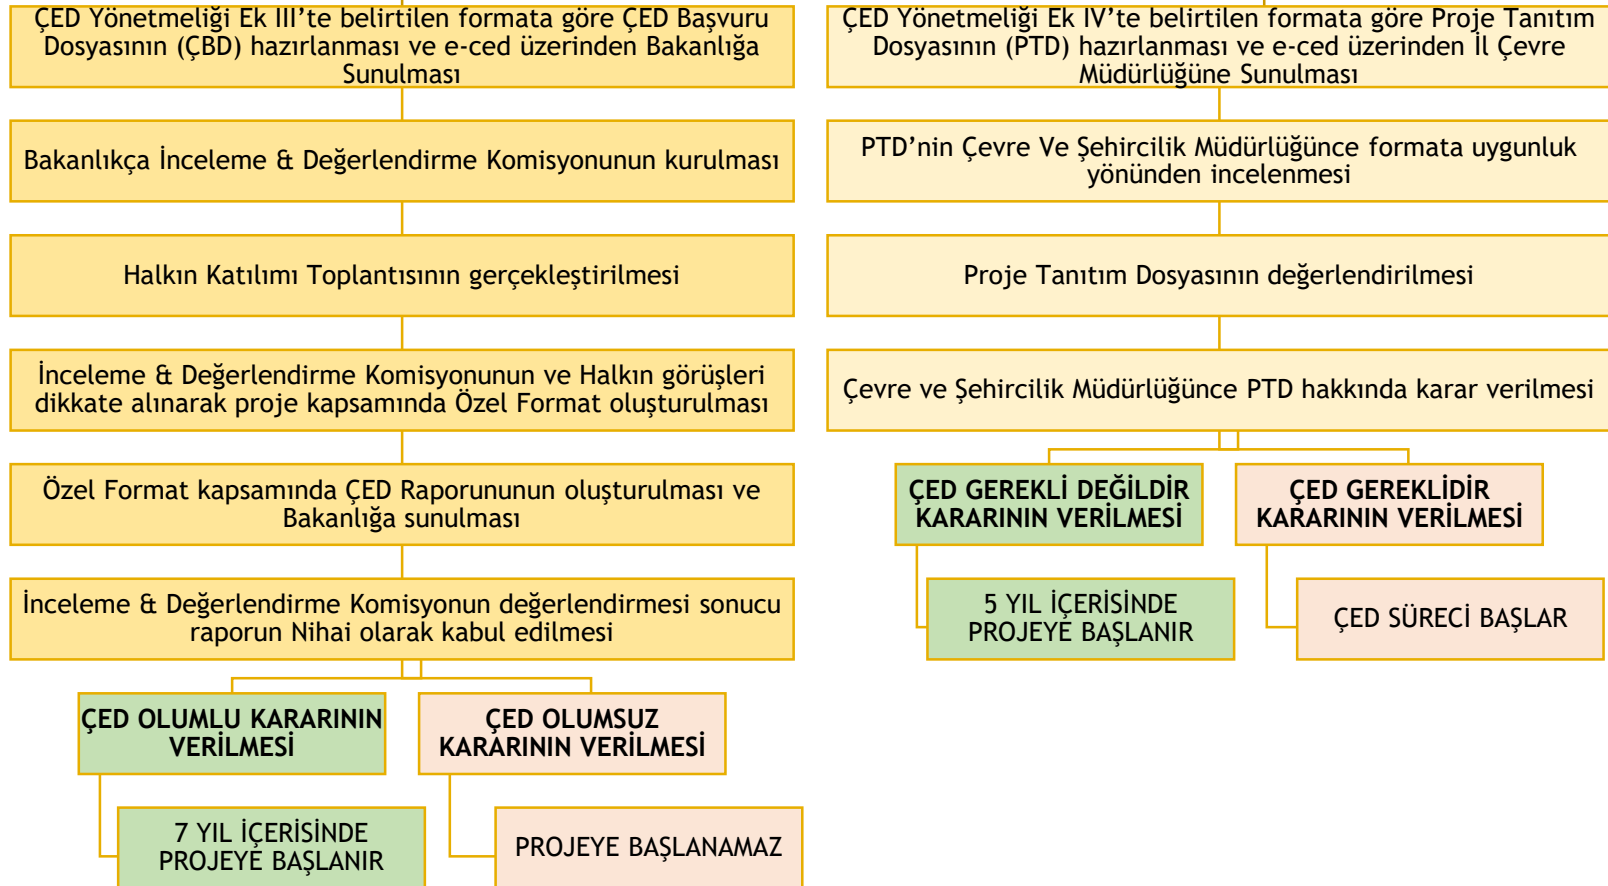 ÇED Yönetmeliği Ek III’te belirtilen formata göre ÇED Başvuru
Dosyasının (ÇBD) hazırlanması ve e-ced üzerinden Bakanlığa
Sunulması
Bakanlıkça İnceleme & Değerlendirme Komisyonunun kurulması
Halkın Katılımı Toplantısının gerçekleştirilmesi
İnceleme & Değerlendirme Komisyonunun ve Halkın görüşleri
dikkate alınarak proje kapsamında Özel Format oluşturulması
Özel Format kapsamında ÇED Raporununun oluşturulması ve
Bakanlığa sunulması
İnceleme & Değerlendirme Komisyonun değerlendirmesi sonucu
raporun Nihai olarak kabul edilmesi
ÇED OLUMLU KARARININ
VERİLMESİ
7 YIL İÇERİSİNDE
PROJEYE BAŞLANIR
ÇED OLUMSUZ
KARARININ VERİLMESİ
PROJEYE BAŞLANAMAZ
ÇED Yönetmeliği Ek IV’te belirtilen formata göre Proje Tanıtım
Dosyasının (PTD) hazırlanması ve e-ced üzerinden İl Çevre
Müdürlüğüne Sunulması
PTD’nin Çevre Ve Şehircilik Müdürlüğünce formata uygunluk
yönünden incelenmesi
Proje Tanıtım Dosyasının değerlendirilmesi
Çevre ve Şehircilik Müdürlüğünce PTD hakkında karar verilmesi
ÇED GEREKLİ DEĞİLDİR
KARARININ VERİLMESİ
5 YIL İÇERİSİNDE
PROJEYE BAŞLANIR
ÇED GEREKLİDİR
KARARININ VERİLMESİ
ÇED SÜRECİ BAŞLAR